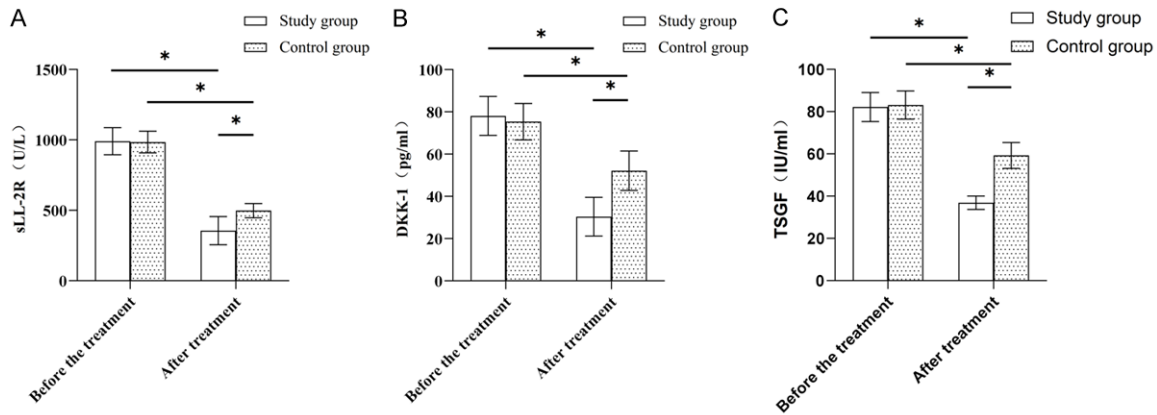 A
Study group
Control group
*
*
*
1500
1000
500
0
sLL-2R（U/L）
Before the treatment
After treatment
B
Study group
Control group
*
*
*
100
80
60
40
20
0
DKK-1（pg/ml）
Before the treatment
After treatment
C
Study group
Control group
*
*
*
100
80
60
40
20
0
TSGF（IU/ml）
Before the treatment
After treatment